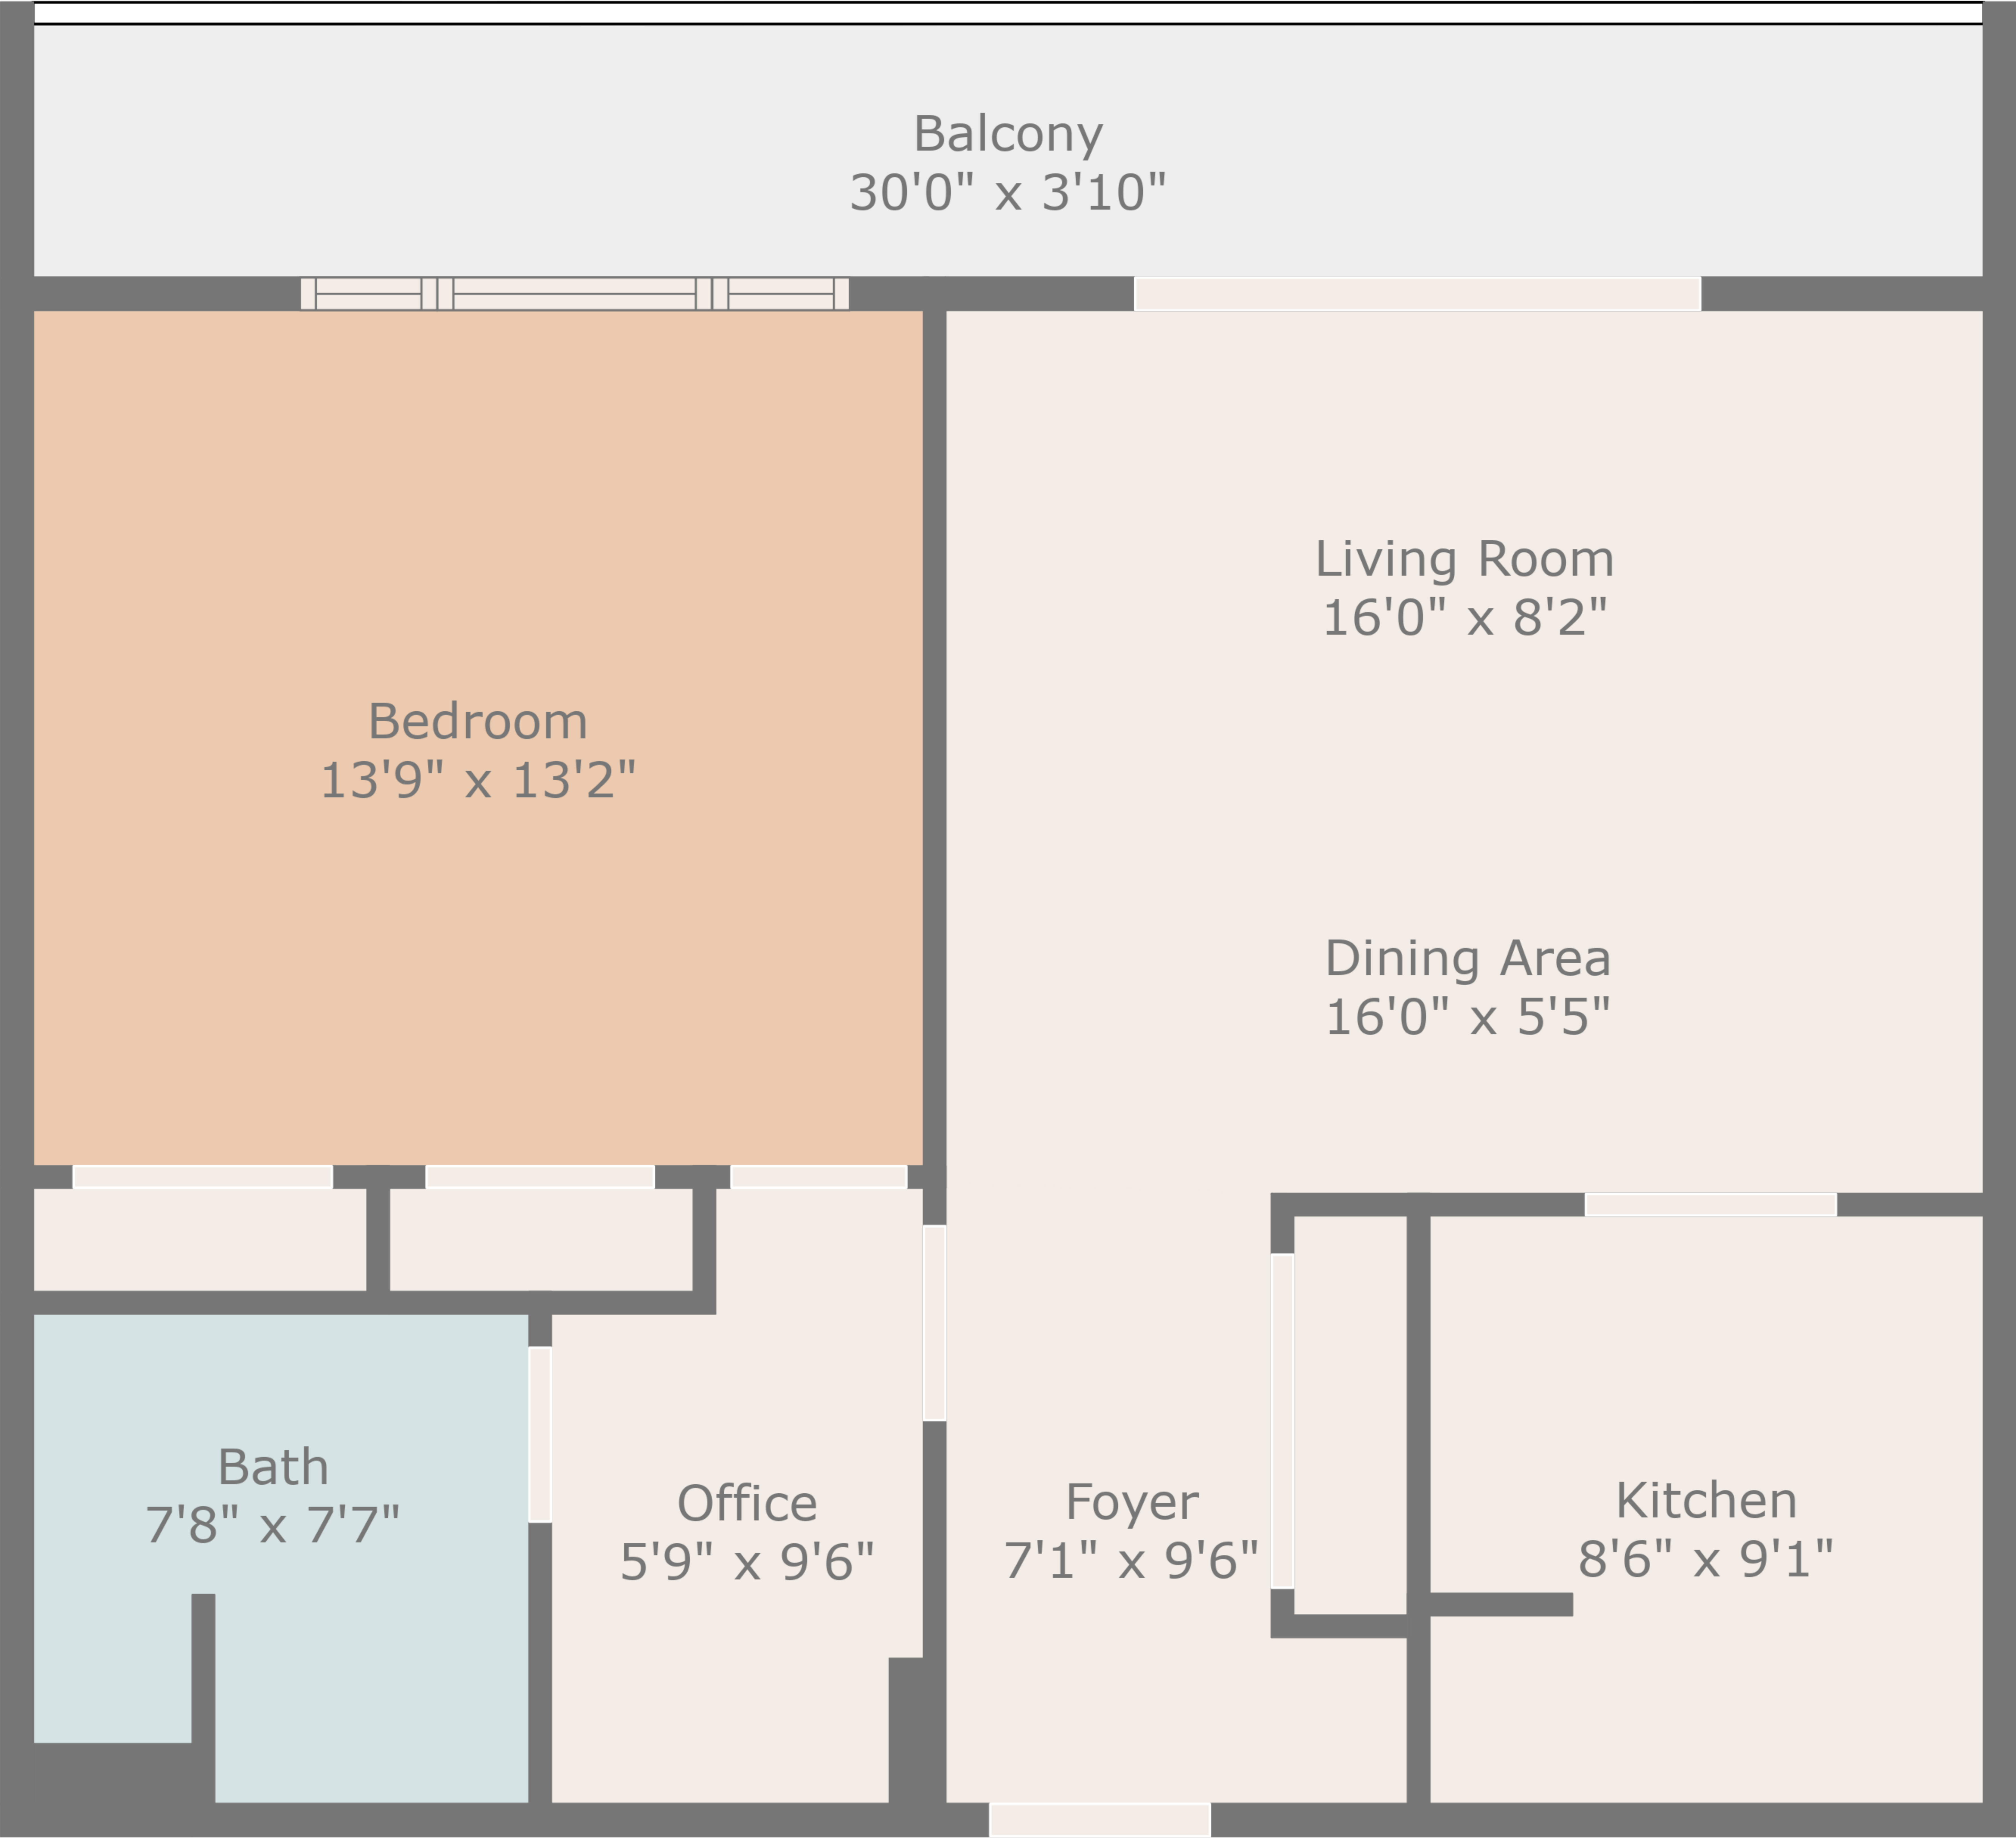 Balcony
30'0" x 3'10"
Living Room
16'0" x 8'2"
Bedroom
13'9" x 13'2"
Dining Area
16'0" x 5'5"
Bath
7'8" x 7'7"
Office
5'9" x 9'6"
Foyer
7'1" x 9'6"
Kitchen
8'6" x 9'1"